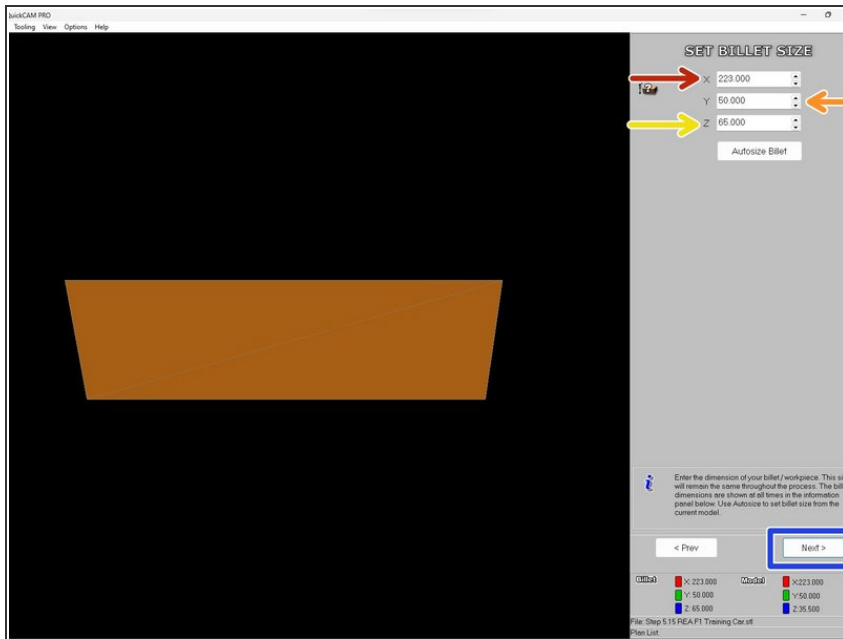 uickCAM PRO
Tooling View Options Help
SET BILLET SIZE
X 223.000
Y 50.000
Z 65.000
Autosize Billet
Enter the dimension of your billet / workpiece. This si
will remain the same throughout the process. The bill
dimensions are shown at all times in the information
panel below. Use Autosize to set billet size from the
current model.
< Prev Next >
Billet X: 223.000 Model X:223.000
Y: 50.000 Y:50.000
Z: 65.000 Z:35.500
File: Step 5.15 REA F1 Training Car.stl
Plan List